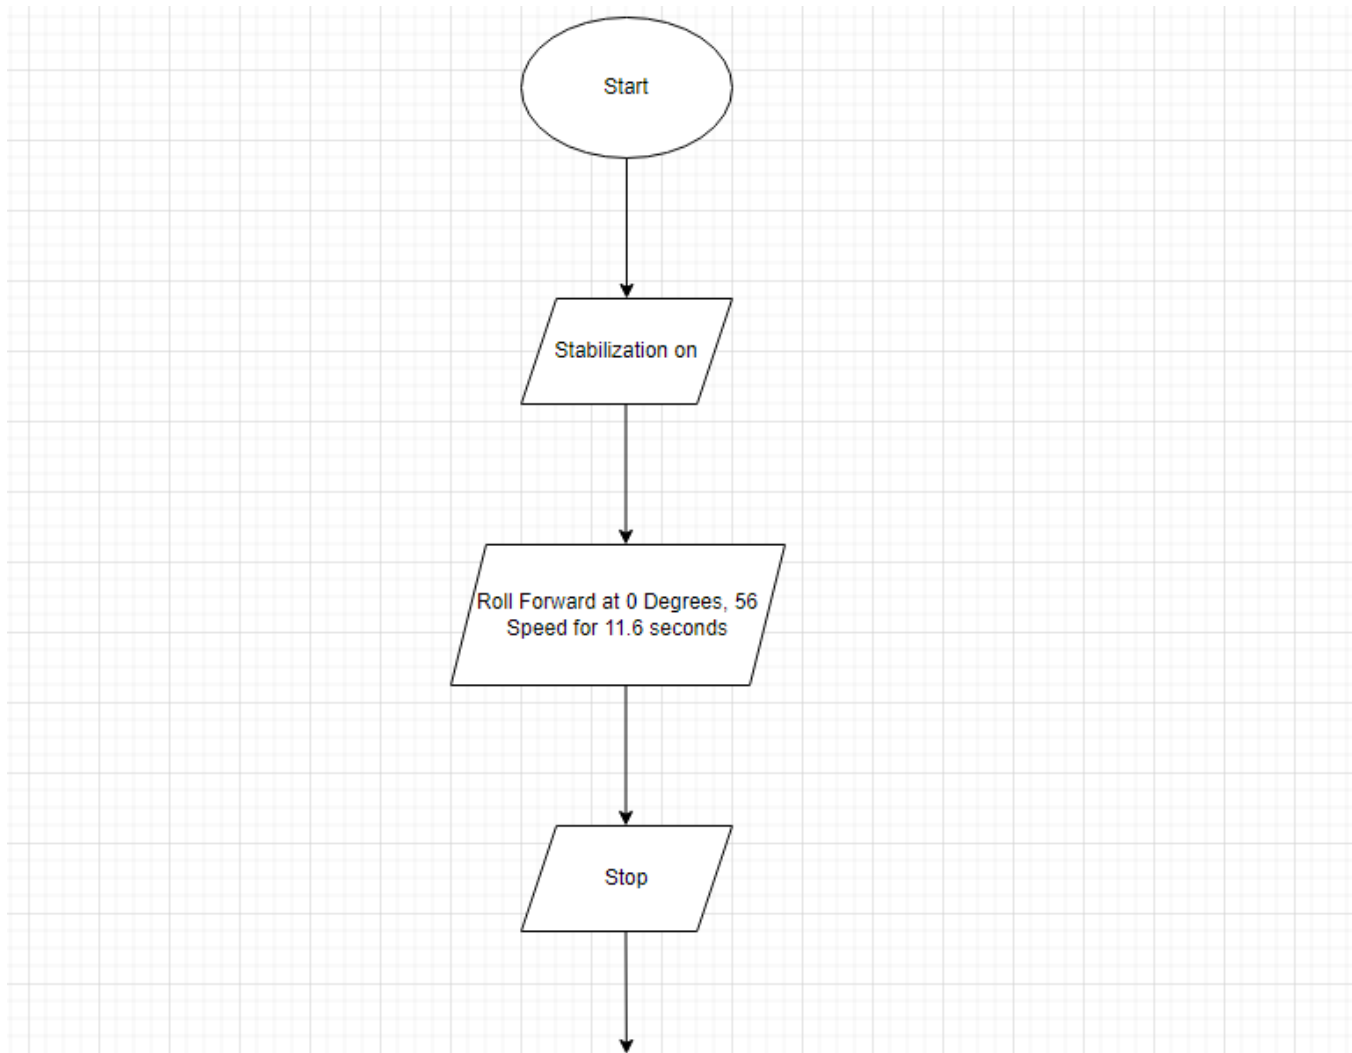 Start
Stabilization on
Roll Forward at 0 Degrees, 56
Speed for 11.6 seconds
Stop